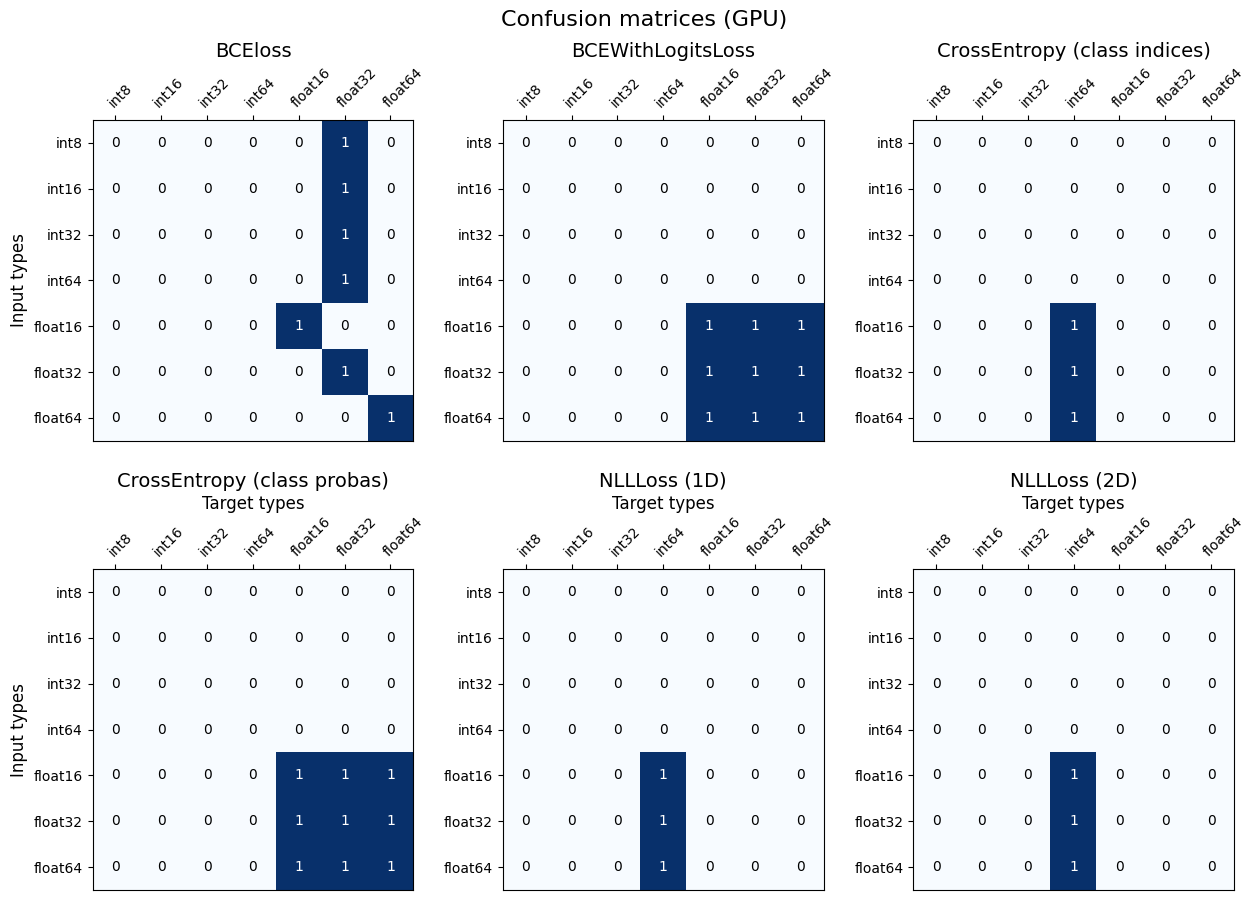 Confusion matrices (GPU)
BCEloss
int8 int16 int32 int64 float16 float32 float64
Input types
int8 0 0 0 0 0 1 0
int16 0 0 0 0 0 1 0
int32 0 0 0 0 0 1 0
int64 0 0 0 0 0 1 0
float16 0 0 0 0 1 0 0
float32 0 0 0 0 0 1 0
float64 0 0 0 0 0 0 1
BCEWithLogitsLoss
int8 int16 int32 int64 float16 float32 float64
int8 0 0 0 0 0 0 0
int16 0 0 0 0 0 0 0
int32 0 0 0 0 0 0 0
int64 0 0 0 0 0 0 0
float16 0 0 0 0 1 1 1
float32 0 0 0 0 1 1 1
float64 0 0 0 0 1 1 1
CrossEntropy (class indices)
int8 int16 int32 int64 float16 float32 float64
int8 0 0 0 0 0 0 0
int16 0 0 0 0 0 0 0
int32 0 0 0 0 0 0 0
int64 0 0 0 0 0 0 0
float16 0 0 0 1 0 0 0
float32 0 0 0 1 0 0 0
float64 0 0 0 1 0 0 0
CrossEntropy (class probas)
Target types
int8 int16 int32 int64 float16 float32 float64
Input types
int8 0 0 0 0 0 0 0
int16 0 0 0 0 0 0 0
int32 0 0 0 0 0 0 0
int64 0 0 0 0 0 0 0
float16 0 0 0 0 1 1 1
float32 0 0 0 0 1 1 1
float64 0 0 0 0 1 1 1
NLLLoss (1D)
Target types
int8 int16 int32 int64 float16 float32 float64
int8 0 0 0 0 0 0 0
int16 0 0 0 0 0 0 0
int32 0 0 0 0 0 0 0
int64 0 0 0 0 0 0 0
float16 0 0 0 1 0 0 0
float32 0 0 0 1 0 0 0
float64 0 0 0 1 0 0 0
NLLLoss (2D)
Target types
int8 int16 int32 int64 float16 float32 float64
int8 0 0 0 0 0 0 0
int16 0 0 0 0 0 0 0
int32 0 0 0 0 0 0 0
int64 0 0 0 0 0 0 0
float16 0 0 0 1 0 0 0
float32 0 0 0 1 0 0 0
float64 0 0 0 1 0 0 0